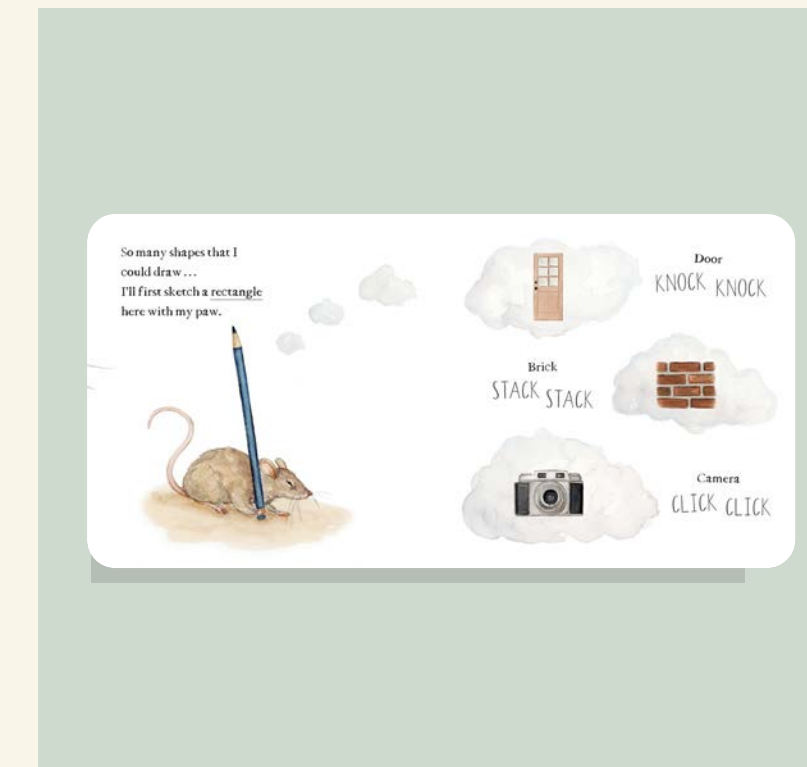 So many shapes that I
could draw…
I'll first sketch a rectangle
here with my paw.
Door
KNOCK KNOCK
Brick
STACK STACK
Camera
CLICK CLICK